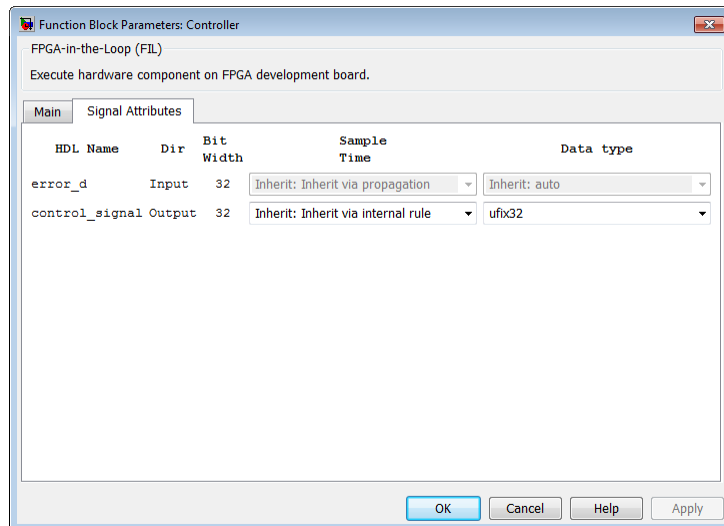 Function Block Parameters: Controller
FPGA-in-the-Loop (FIL)
Execute hardware component on FPGA development board.
Main Signal Attributes
HDL Name Dir Bit Width Sample Time Data type
error_d Input 32 Inherit: Inherit via propagation Inherit: auto
control_signal Output 32 Inherit: Inherit via internal rule ufix32
OK Cancel Help Apply